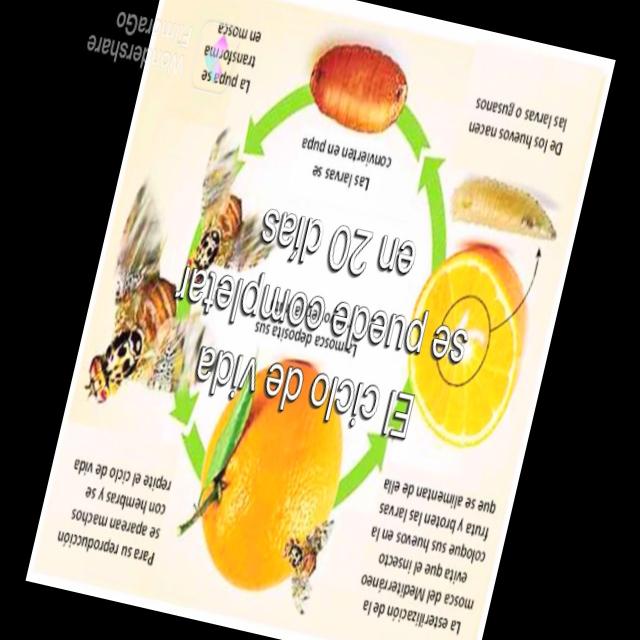 El ciclo de vida
se puede completar
en 20 días
La esterilización de la
mosca del Mediterráneo
evita que el insecto
coloque sus huevos en la
fruta y broten las larvas
que se alimentan de ella
Para su reproducción
se aparean machos
con hembras y se
repite el ciclo de vida
La mosca deposita sus
De los huevos nacen
las larvas o gusanos
Las larvas se
convierten en pupa
La pupa se
transforma
en mosca
Wondershare
FilmoraGo